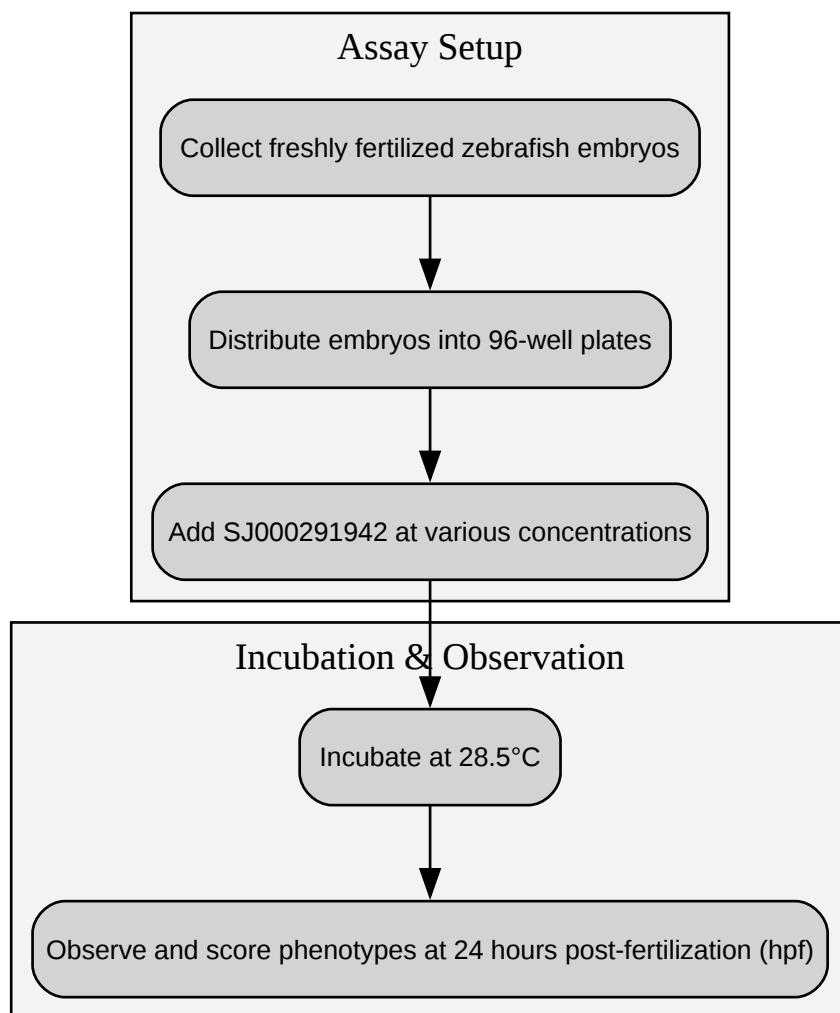 Assay Setup
Collect freshly fertilized zebrafish embryos
Distribute embryos into 96-well plates
Add SJ000291942 at various concentrations
Incubation & Observation
Incubate at 28.5°C
Observe and score phenotypes at 24 hours post-fertilization (hpf)